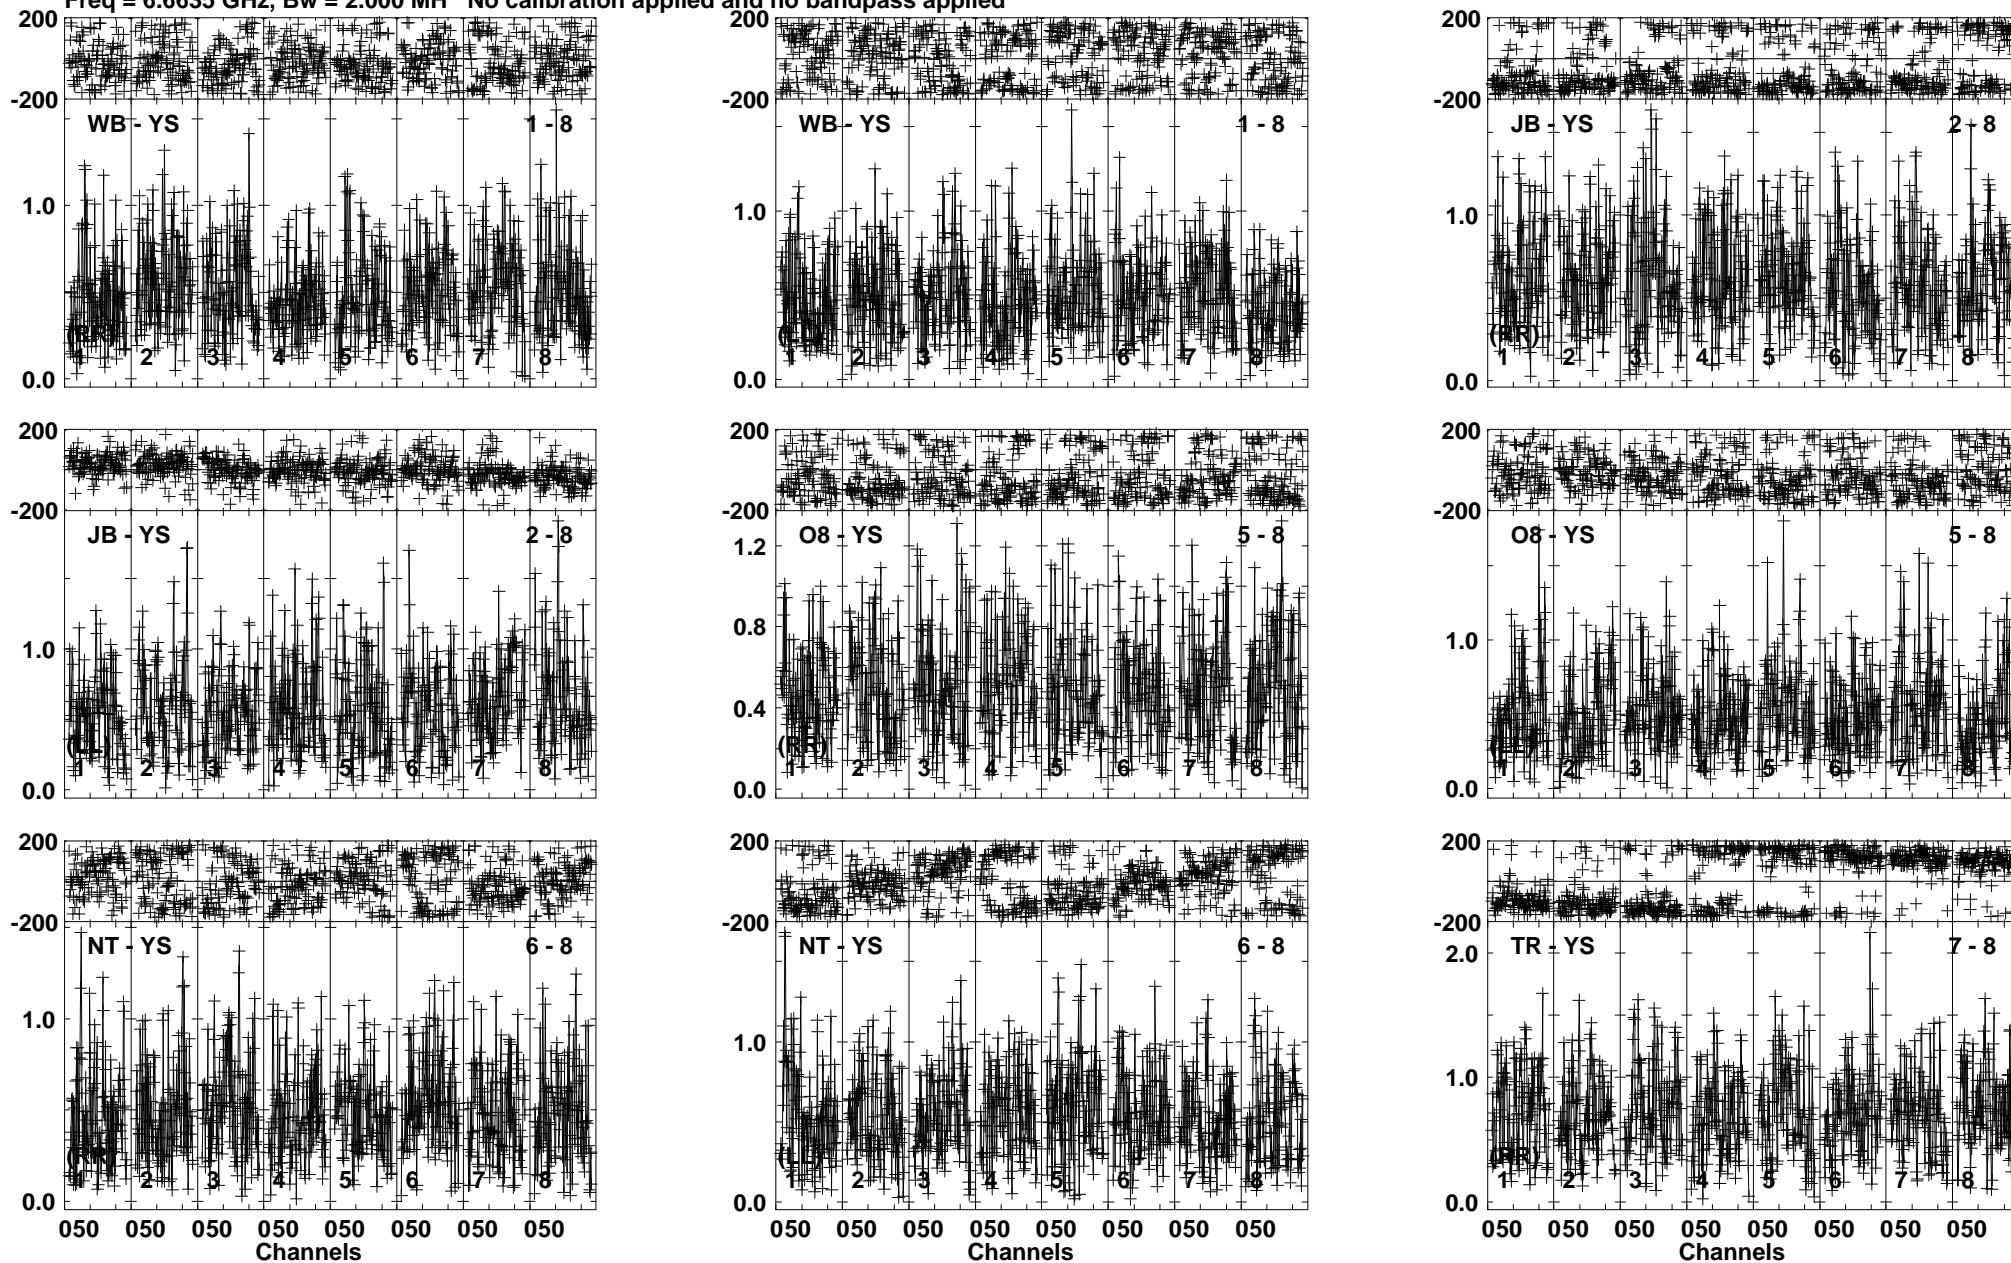 Freq = 6.6635 GHz, Bw = 2.000 MH   No calibration applied and no bandpass applied
200 200 200
-200 -200 -200
WB - YS 1 - 8 WB - YS 1 - 8 JB - YS 2 - 8
1.0 1.0 1.0
(RR) (LL) (RR)
1 2 3 4 5 6 7 8 1 2 3 4 5 6 7 8 1 2 3 4 5 6 7 8
0.0 0.0 0.0
200 200 200
-200 -200 -200
JB - YS 2 - 8 O8 - YS 5 - 8 O8 - YS 5 - 8
1.2
1.0 0.8 1.0
0.4
(LL) (RR) (LL)
1 2 3 4 5 6 7 8 1 2 3 4 5 6 7 8 1 2 3 4 5 6 7 8
0.0 0.0 0.0
200 200 200
-200 -200 -200
NT - YS 6 - 8 NT - YS 6 - 8 TR - YS 7 - 8
2.0
1.0 1.0 1.0
(RR) (LL) (RR)
1 2 3 4 5 6 7 8 1 2 3 4 5 6 7 8 1 2 3 4 5 6 7 8
0.0 0.0 0.0
050 050 050 050 050 050 050 050 050 050 050 050 050 050 050 050 050 050 050 050 050 050 050 050
Channels Channels Channels